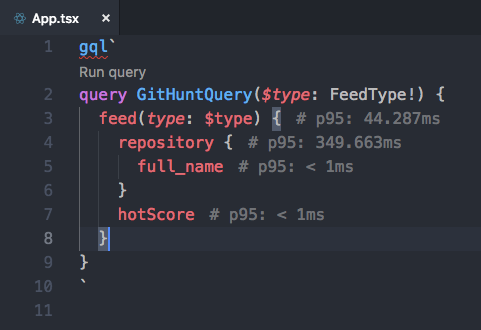 App.tsx ×
1 gql`
Run query
2 query GitHuntQuery($type: FeedType!) {
3 feed(type: $type) { # p95: 44.287ms
4 repository { # p95: 349.663ms
5 full_name # p95: < 1ms
6 }
7 hotScore # p95: < 1ms
8 }
9 }
10 `
11